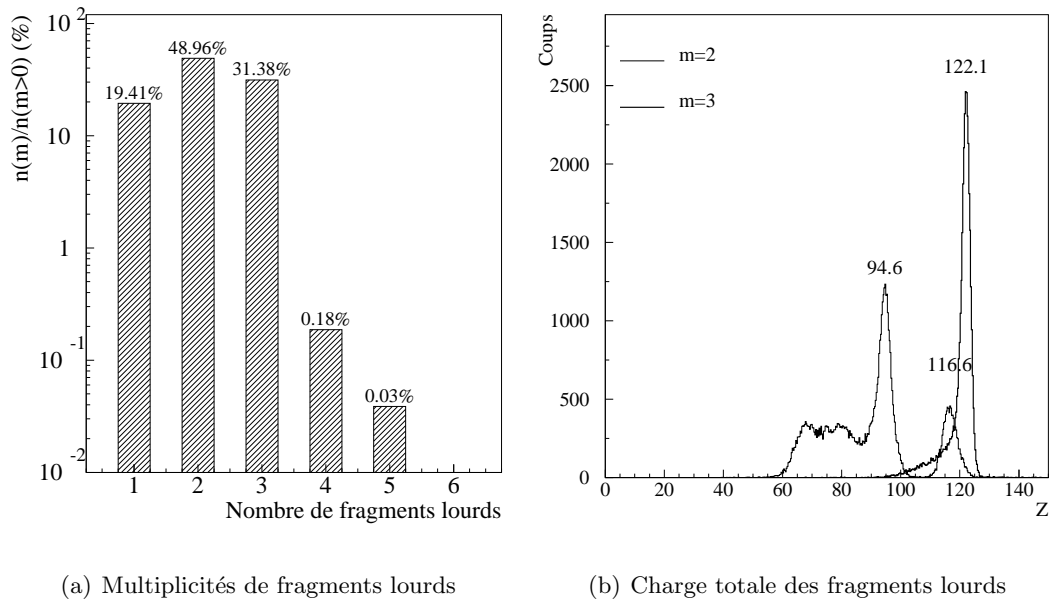 n(m)/n(m>0) (%)
10 2
10
1
10 -1
10 -2
19.41%
48.96%
31.38%
0.18%
0.03%
1 2 3 4 5 6
Nombre de fragments lourds
(a) Multiplicités de fragments lourds
Coups
2500
2000
1500
1000
500
0
m=2
m=3
122.1
94.6
116.6
0 20 40 60 80 100 120 140
Z
(b) Charge totale des fragments lourds